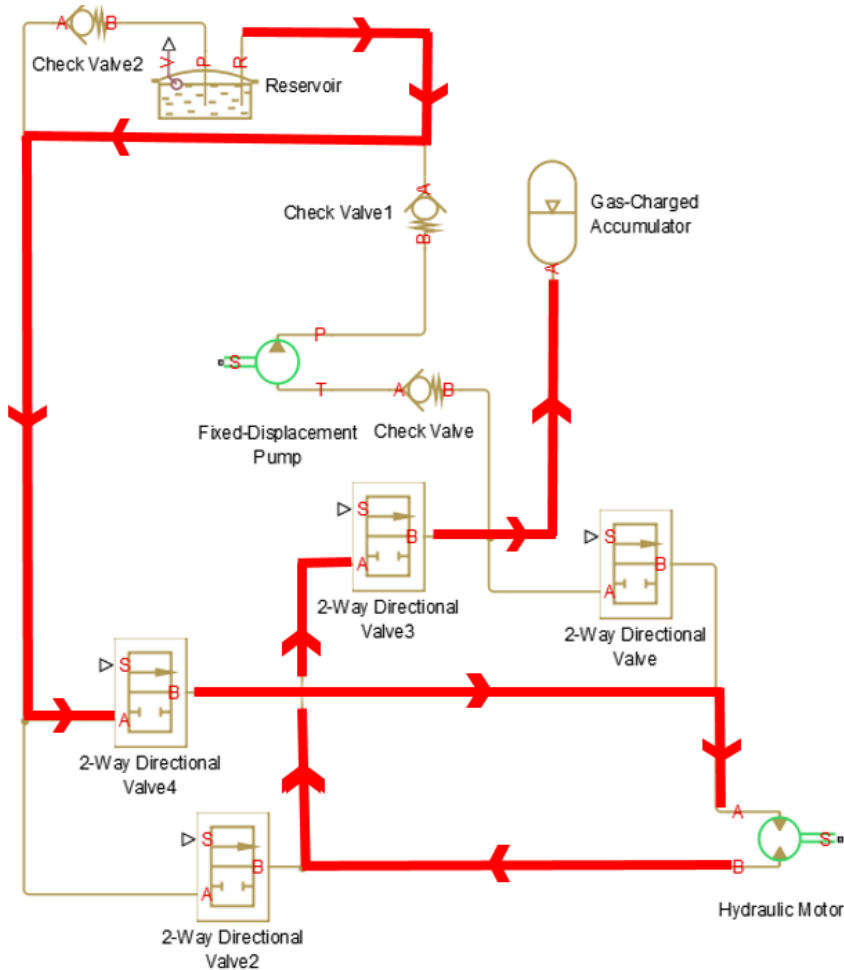 A B
Check Valve2
V P R
Reservoir
A
Check Valve1
B
Gas-Charged
Accumulator
A
P
S
T A B
Fixed-Displacement
Pump
Check Valve
S
B
A
2-Way Directional
Valve3
S
B
A
2-Way Directional
Valve
S
B
A
2-Way Directional
Valve4
S
B
A
2-Way Directional
Valve2
A
S
B
Hydraulic Motor